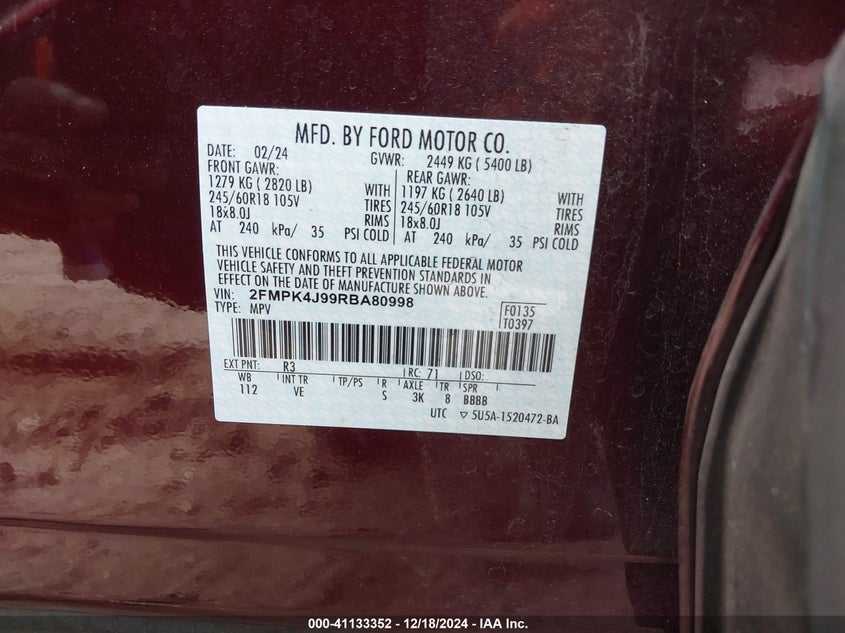 MFD. BY FORD MOTOR CO.
DATE: 02/24 GVWR: 2449 KG ( 5400 LB)
FRONT GAWR: REAR GAWR:
1279 KG ( 2820 LB) WITH 1197 KG ( 2640 LB) WITH
245/60R18 105V TIRES 245/60R18 105V TIRES
18x8.0J RIMS 18x8.0J RIMS
AT 240 kPa/ 35 PSI COLD AT 240 kPa/ 35 PSI COLD
THIS VEHICLE CONFORMS TO ALL APPLICABLE FEDERAL MOTOR
VEHICLE SAFETY AND THEFT PREVENTION STANDARDS IN
EFFECT ON THE DATE OF MANUFACTURE SHOWN ABOVE.
VIN: 2FMPK4J99RBA80998 F0135
TYPE: MPV T0397
EXT PNT: R3 RC: 71 DSO:
WB INT TR TP/PS R AXLE TR SPR
112 VE S 3K 8 BBBB
UTC ▽ 5U5A-1520472-BA
000-41133352 - 12/18/2024 - IAA Inc.